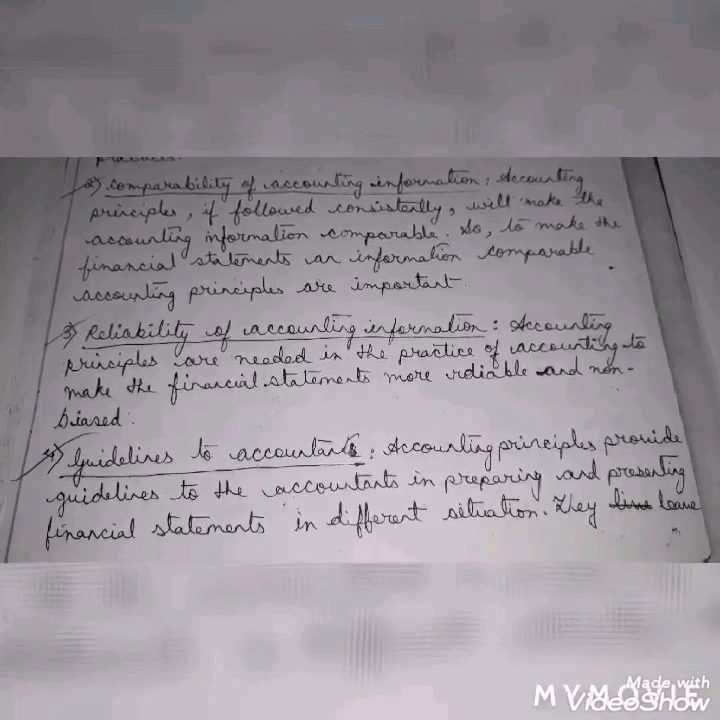 2) Comparability of accounting information : Accounting
principles, if followed consistently, will make the
accounting information comparable. So, to make the
financial statements an information comparable
accounting principles are important.
3) Reliability of accounting information : Accounting
principles are needed in the practice of accounting to
make the financial statements more reliable and non-
biased.
4) Guidelines to accountants : Accounting principles provide
guidelines to the accountants in preparing and presenting
financial statements in different situation. They leave
Made with
MYMOVIE
VideoShow